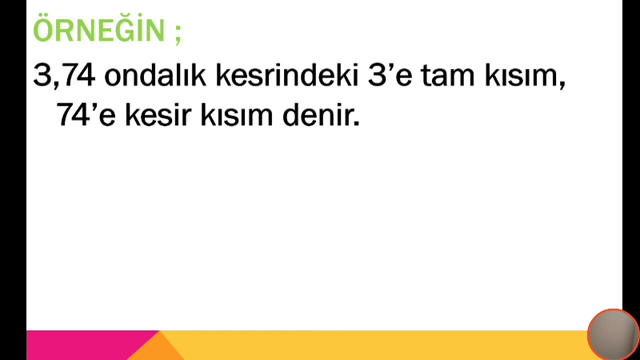 ÖRNEĞİN ;
3,74 ondalık kesrindeki 3’e tam kısım,
74’e kesir kısım denir.